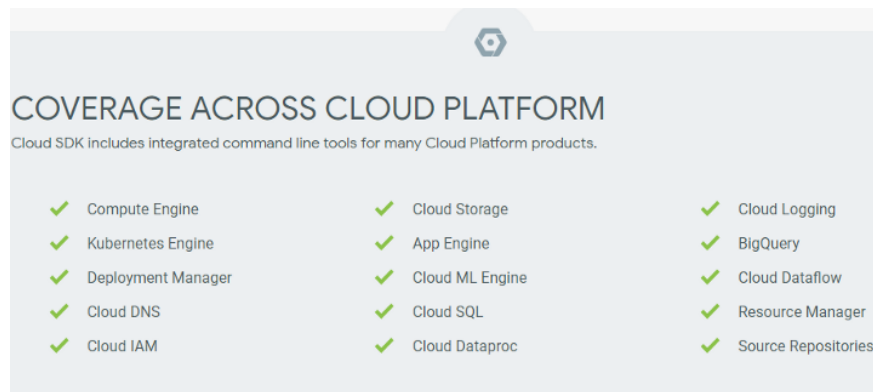 COVERAGE ACROSS CLOUD PLATFORM
Cloud SDK includes integrated command line tools for many Cloud Platform products.
Compute Engine
Kubernetes Engine
Deployment Manager
Cloud DNS
Cloud IAM
Cloud Storage
App Engine
Cloud ML Engine
Cloud SQL
Cloud Dataproc
Cloud Logging
BigQuery
Cloud Dataflow
Resource Manager
Source Repositories